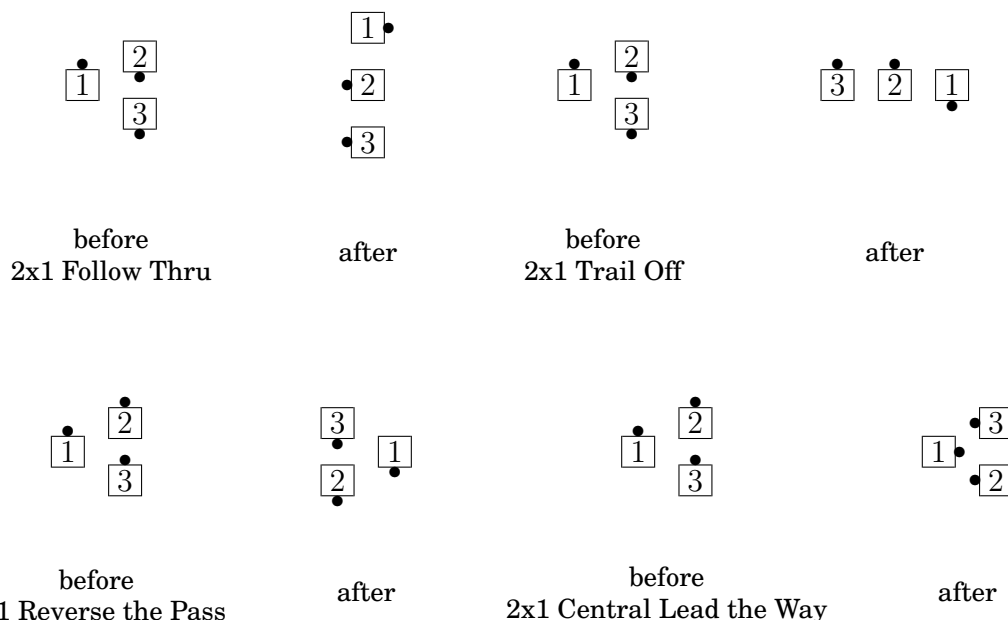 2
1
3
1
2
3
2
1
3
3 2 1
before
2x1 Follow Thru
after
before
2x1 Trail Off
after
2
1
3
3
1
2
2
1
3
3
1
2
before
1 Reverse the Pass
after
before
2x1 Central Lead the Way
after